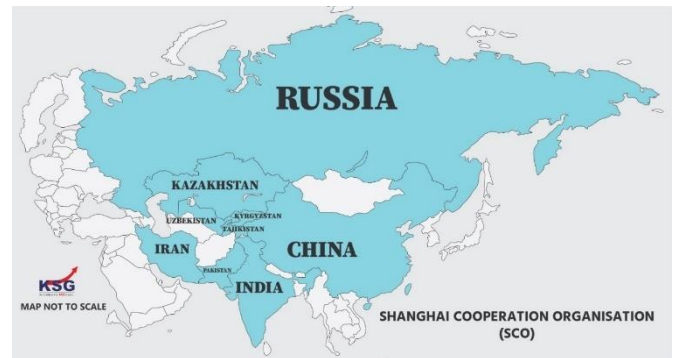 RUSSIA
KAZAKHSTAN
UZBEKISTAN
KYRGYZSTAN
TAJIKISTAN
IRAN
CHINA
PAKISTAN
INDIA
KSG
MAP NOT TO SCALE
SHANGHAI COOPERATION ORGANISATION
(SCO)